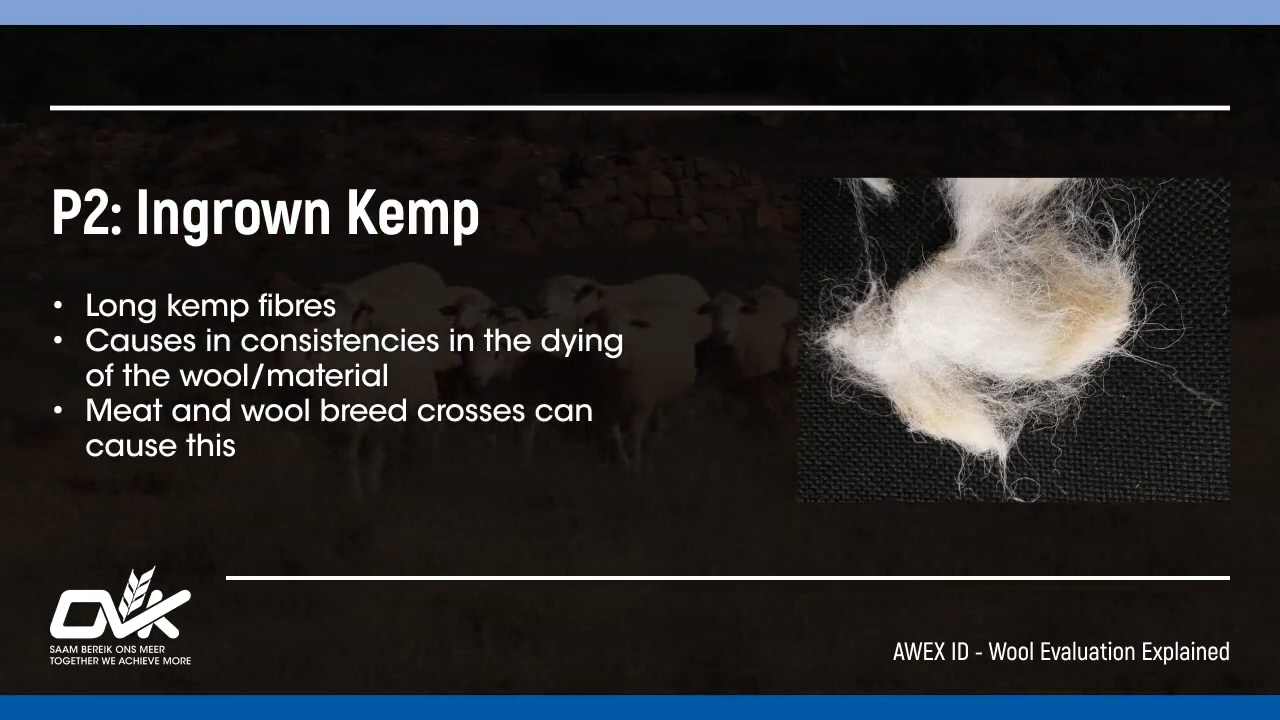 P2: Ingrown Kemp
• Long kemp fibres
• Causes in consistencies in the dying
of the wool/material
• Meat and wool breed crosses can
cause this
OVK
SAAM BEREIK ONS MEER
TOGETHER WE ACHIEVE MORE
AWEX ID - Wool Evaluation Explained